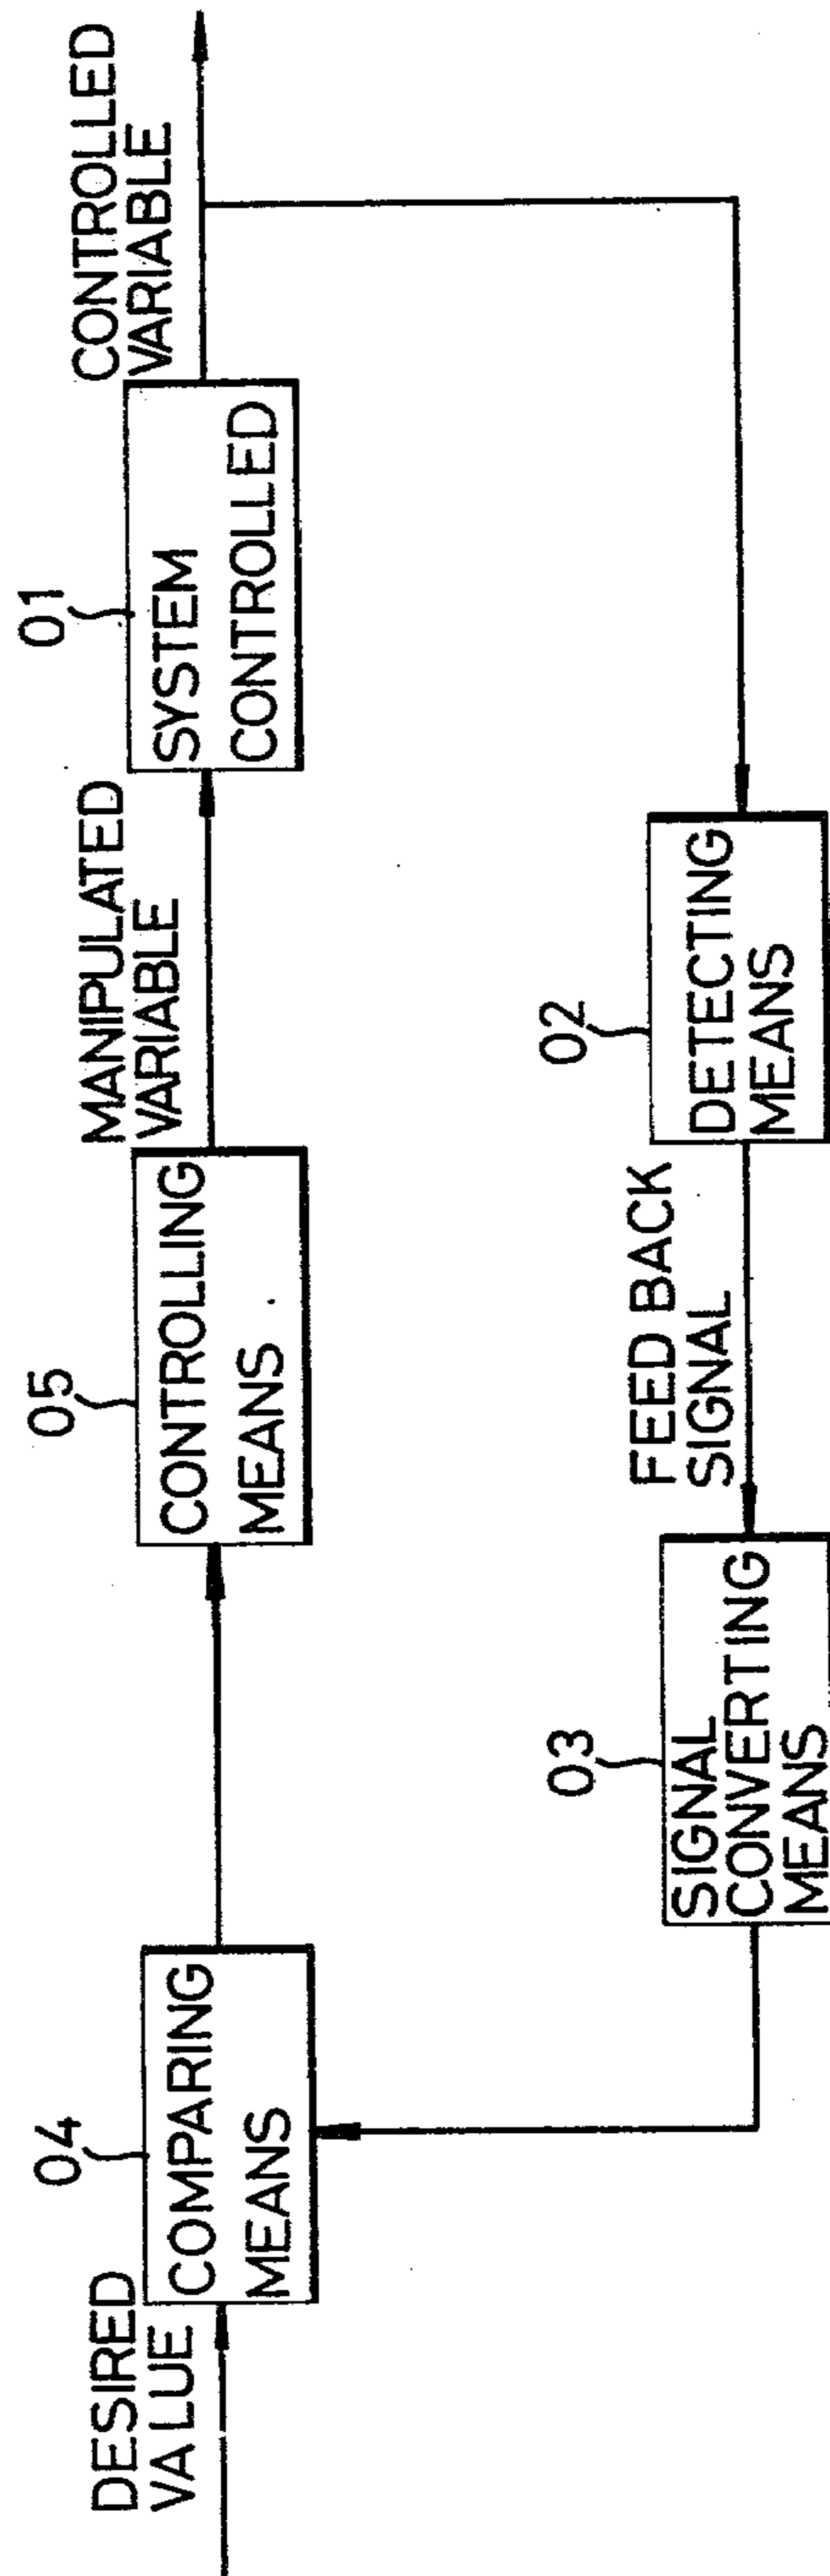 DESIRED
VALUE
04
COMPARING
MEANS
05
CONTROLLING
MEANS
MANIPULATED
VARIABLE
01
SYSTEM
CONTROLLED
CONTROLLED
VARIABLE
03
SIGNAL
CONVERTING
MEANS
FEED BACK
SIGNAL
02
DETECTING
MEANS